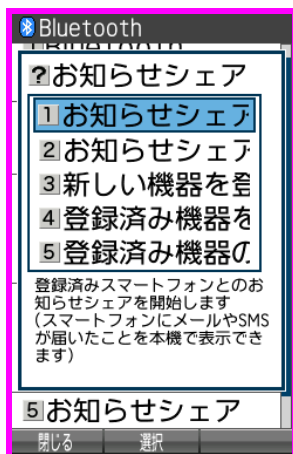 Bluetooth
?お知らせシェア
1お知らせシェア
2お知らせシェア
3新しい機器を登
4登録済み機器を
5登録済み機器の
登録済みスマートフォンとのお
知らせシェアを開始します
(スマートフォンにメールやSMS
が届いたことを本機で表示でき
ます)
5お知らせシェア
閉じる 選択